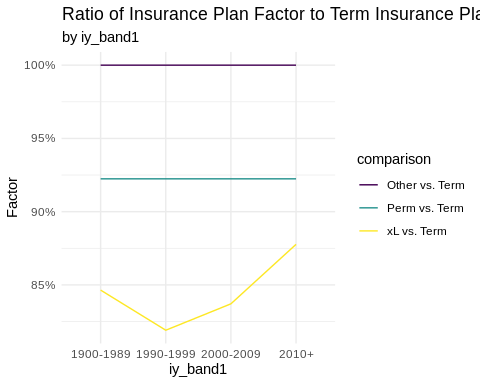 Ratio of Insurance Plan Factor to Term Insurance Pla
by iy_band1
100%
95%
90%
85%
Factor
1900-1989 1990-1999 2000-2009 2010+
iy_band1
comparison
Other vs. Term
Perm vs. Term
xL vs. Term